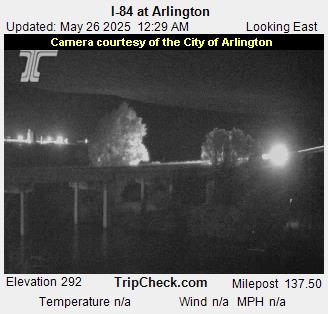 I-84 at Arlington
Updated: May 26 2025 12:29 AM Looking East
Camera courtesy of the City of Arlington
Elevation 292 TripCheck.com Milepost 137.50
Temperature n/a Wind n/a MPH n/a